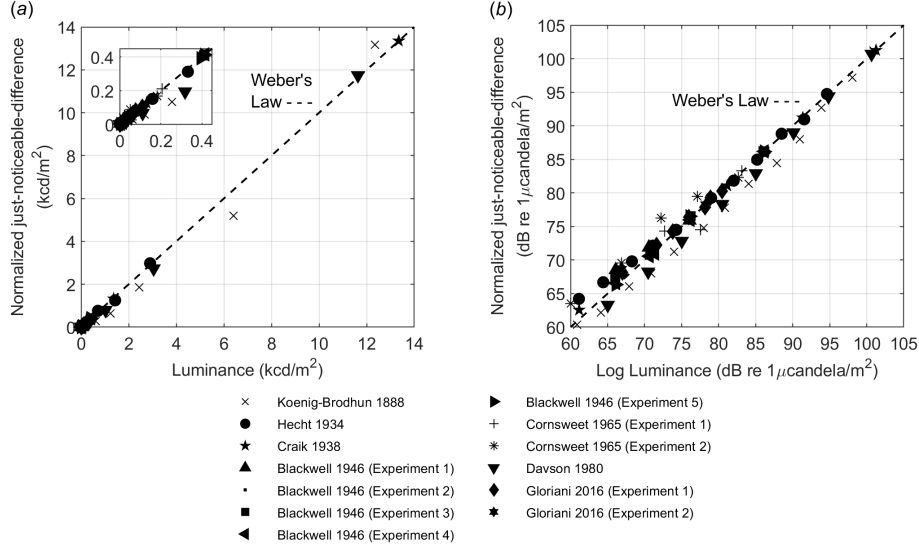 (a)
14
12
10
8
6
4
2
0
Normalized just-noticeable-difference
(kcd/m²)
0.4
0.2
0
0 0.2 0.4
Weber's
Law
0 2 4 6 8 10 12 14
Luminance (kcd/m²)
(b)
105
100
95
90
85
80
75
70
65
60
Normalized just-noticeable-difference
(dB re 1μcandela/m²)
Weber's Law
60 65 70 75 80 85 90 95 100 105
Log Luminance (dB re 1μcandela/m²)
Koenig-Brodhun 1888
Hecht 1934
Craik 1938
Blackwell 1946 (Experiment 1)
Blackwell 1946 (Experiment 2)
Blackwell 1946 (Experiment 3)
Blackwell 1946 (Experiment 4)
Blackwell 1946 (Experiment 5)
Cornsweet 1965 (Experiment 1)
Cornsweet 1965 (Experiment 2)
Davson 1980
Gloriani 2016 (Experiment 1)
Gloriani 2016 (Experiment 2)